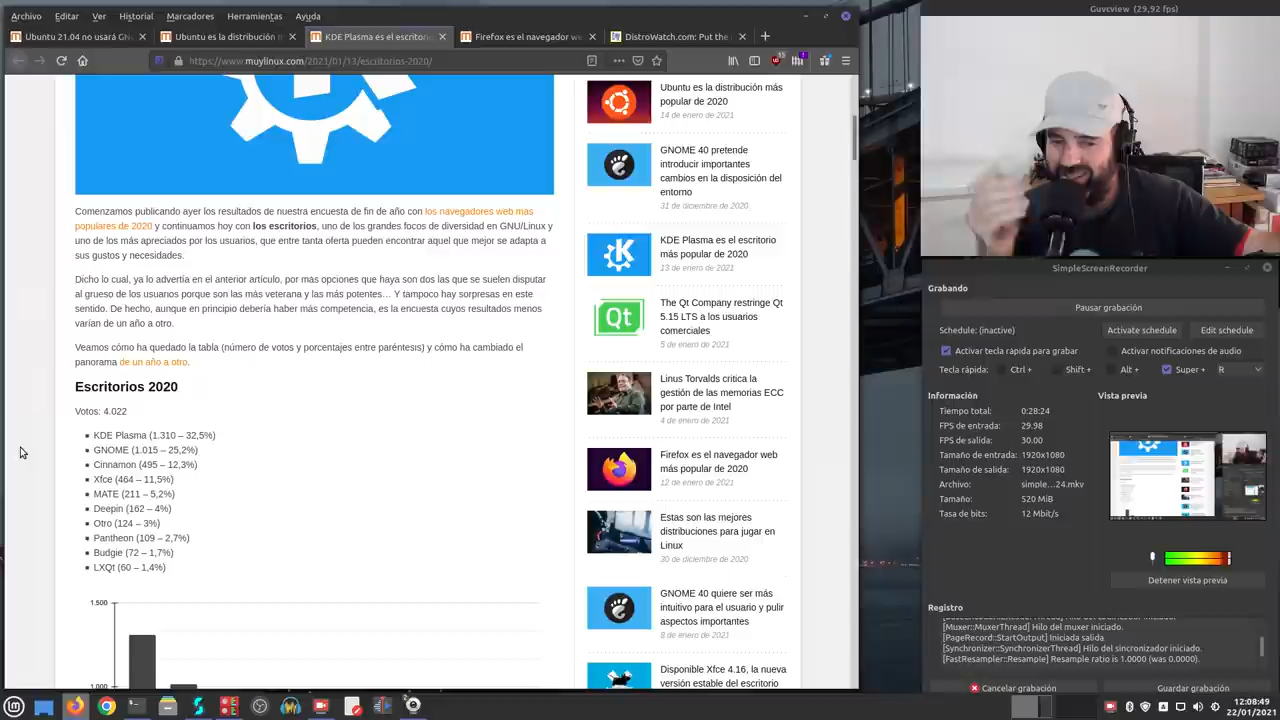 Archivo Editar Ver Historial Marcadores Herramientas Ayuda
Ubuntu 21.04 no usará GN
Ubuntu es la distribución m
KDE Plasma es el escritorio
Firefox es el navegador we
DistroWatch.com: Put the
https://www.muylinux.com/2021/01/13/escritorios-2020/
Comenzamos publicando ayer los resultados de nuestra encuesta de fin de año con los navegadores web mas
populares de 2020 y continuamos hoy con los escritorios, uno de los grandes focos de diversidad en GNU/Linux y
uno de los más apreciados por los usuarios, que entre tanta oferta pueden encontrar aquel que mejor se adapta a
sus gustos y necesidades.
Dicho lo cual, ya lo advertía en el anterior artículo, por mas opciones que haya son dos las que se suelen disputar
al grueso de los usuarios porque son las más veterana y las más potentes... Y tampoco hay sorpresas en este
sentido. De hecho, aunque en principio debería haber más competencia, es la encuesta cuyos resultados menos
varían de un año a otro.
Veamos cómo ha quedado la tabla (número de votos y porcentajes entre paréntesis) y cómo ha cambiado el
panorama de un año a otro.
Escritorios 2020
Votos: 4.022
KDE Plasma (1.310 – 32,5%)
GNOME (1.015 – 25,2%)
Cinnamon (495 – 12,3%)
Xfce (464 – 11,5%)
MATE (211 – 5,2%)
Deepin (162 – 4%)
Otro (124 – 3%)
Pantheon (109 – 2,7%)
Budgie (72 – 1,7%)
LXQt (60 – 1,4%)
1.500
1.000
Ubuntu es la distribución más
popular de 2020
14 de enero de 2021
GNOME 40 pretende
introducir importantes
cambios en la disposición del
entorno
31 de diciembre de 2020
KDE Plasma es el escritorio
más popular de 2020
13 de enero de 2021
Qt
The Qt Company restringe Qt
5.15 LTS a los usuarios
comerciales
5 de enero de 2021
Linus Torvalds critica la
gestión de las memorias ECC
por parte de Intel
4 de enero de 2021
Firefox es el navegador web
más popular de 2020
12 de enero de 2021
Estas son las mejores
distribuciones para jugar en
Linux
30 de diciembre de 2020
GNOME 40 quiere ser más
intuitivo para el usuario y pulir
aspectos importantes
8 de enero de 2021
Disponible Xfce 4.16, la nueva
versión estable del escritorio
Guvcview (29,92 fps)
SimpleScreenRecorder
Grabando
Pausar grabación
Schedule: (inactive)
Activate schedule
Edit schedule
Activar tecla rápida para grabar
Activar notificaciones de audio
Tecla rápida: Ctrl + Shift + Alt + Super + R
Información
Vista previa
Tiempo total: 0:28:24
FPS de entrada: 29.98
FPS de salida: 30.00
Tamaño de entrada: 1920x1080
Tamaño de salida: 1920x1080
Archivo: simple...24.mkv
Tamaño: 520 MiB
Tasa de bits: 12 Mbit/s
Detener vista previa
Registro
[Muxer::MuxerThread] Hilo del muxer iniciado.
[PageRecord::StartOutput] Iniciada salida
[Synchronizer::SynchronizerThread] Hilo del sincronizador iniciado.
[FastResampler::Resample] Resample ratio is 1.0000 (was 0.0000).
Cancelar grabación
Guardar grabación
12:08:49
22/01/2021